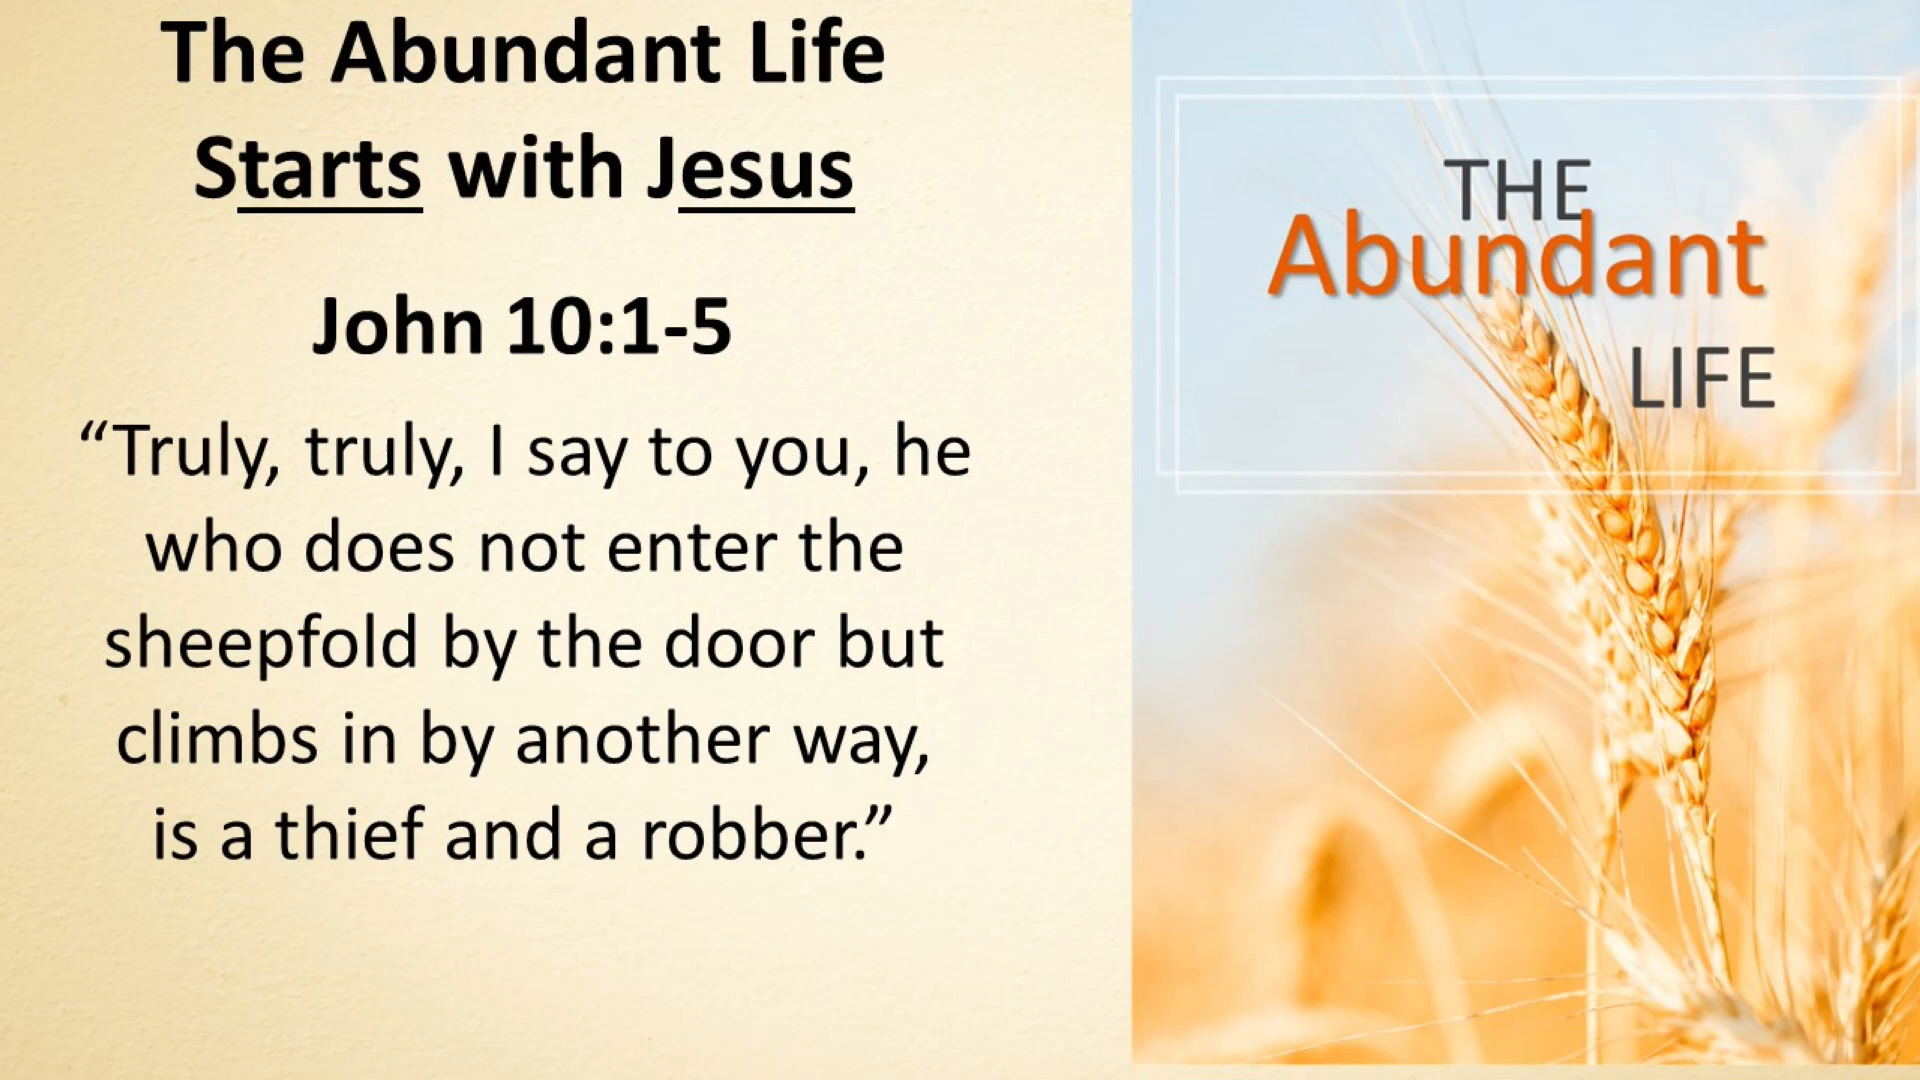 The Abundant Life
Starts with Jesus
John 10:1-5
“Truly, truly, I say to you, he
who does not enter the
sheepfold by the door but
climbs in by another way,
is a thief and a robber.”
THE
Abundant
LIFE